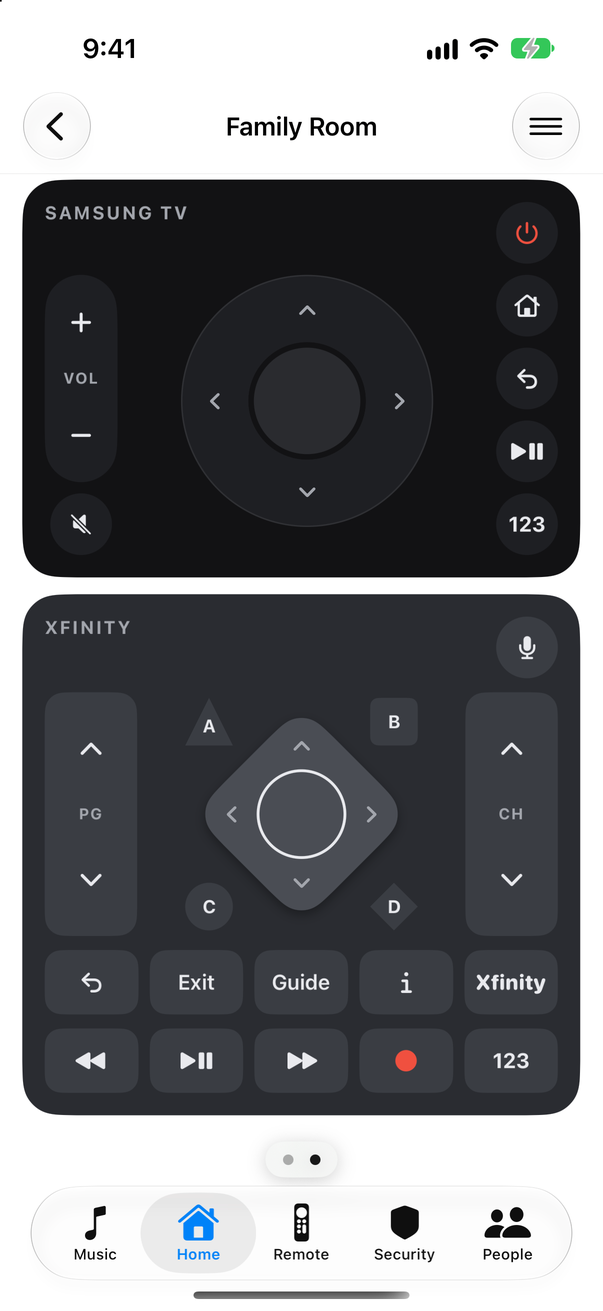 9:41
Family Room
SAMSUNG TV
VOL
123
XFINITY
A
B
PG
CH
C
D
Exit
Guide
i
Xfinity
123
Music
Home
Remote
Security
People